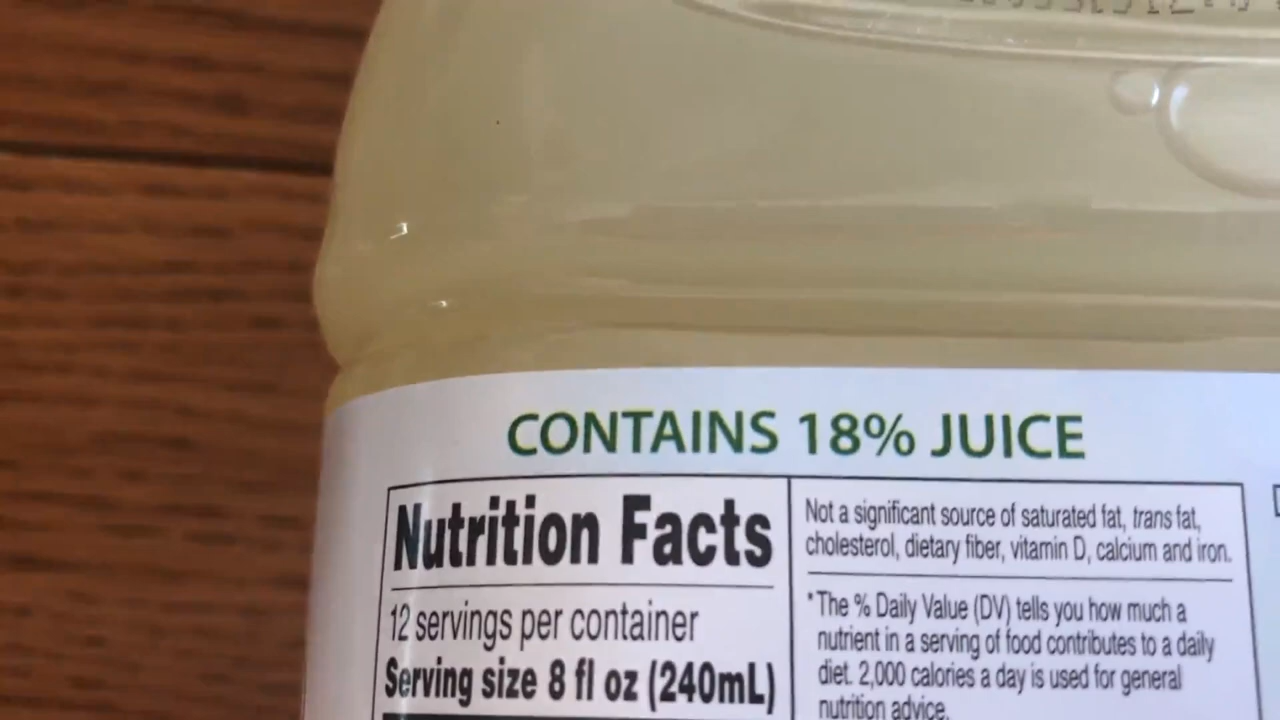 CONTAINS 18% JUICE
Nutrition Facts
12 servings per container
Serving size 8 fl oz (240mL)
Not a significant source of saturated fat, trans fat,
cholesterol, dietary fiber, vitamin D, calcium and iron.
*The % Daily Value (DV) tells you how much a
nutrient in a serving of food contributes to a daily
diet. 2,000 calories a day is used for general
nutrition advice.